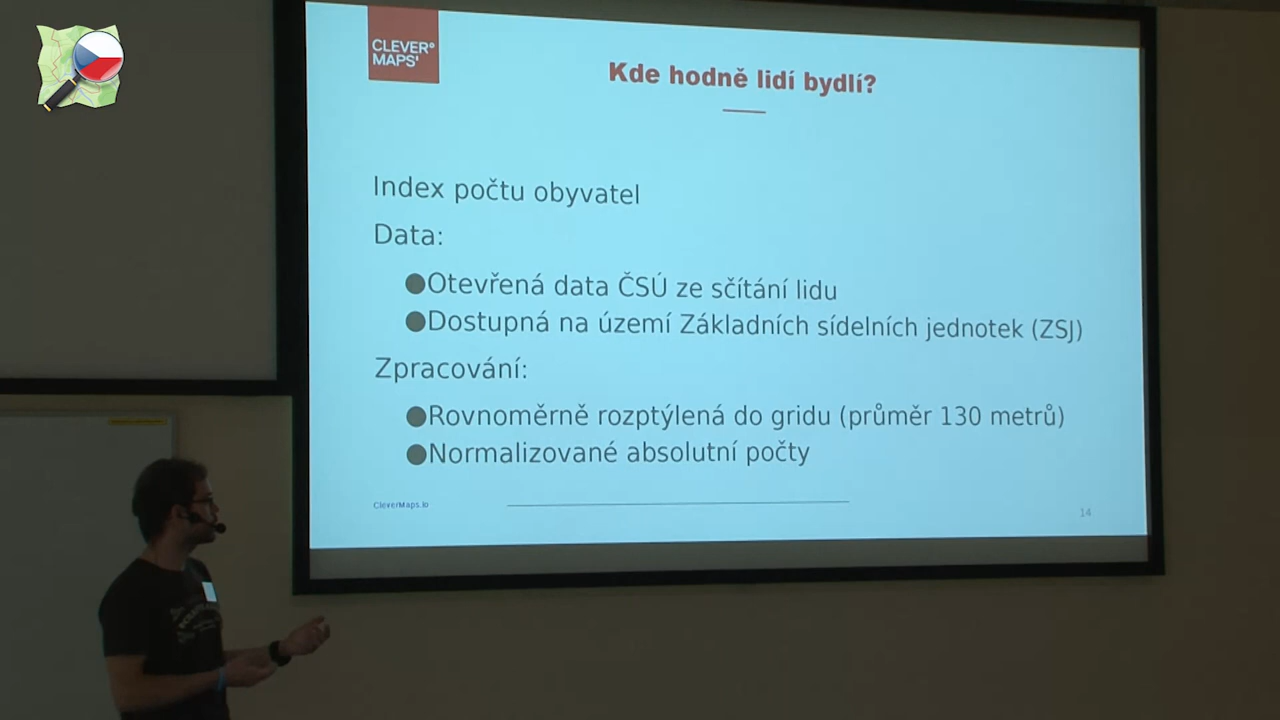 CLEVER°
MAPS'
Kde hodně lidí bydlí?
Index počtu obyvatel
Data:
●Otevřená data ČSÚ ze sčítání lidu
●Dostupná na území Základních sídelních jednotek (ZSJ)
Zpracování:
●Rovnoměrně rozptýlená do gridu (průměr 130 metrů)
●Normalizované absolutní počty
CleverMaps.io
14